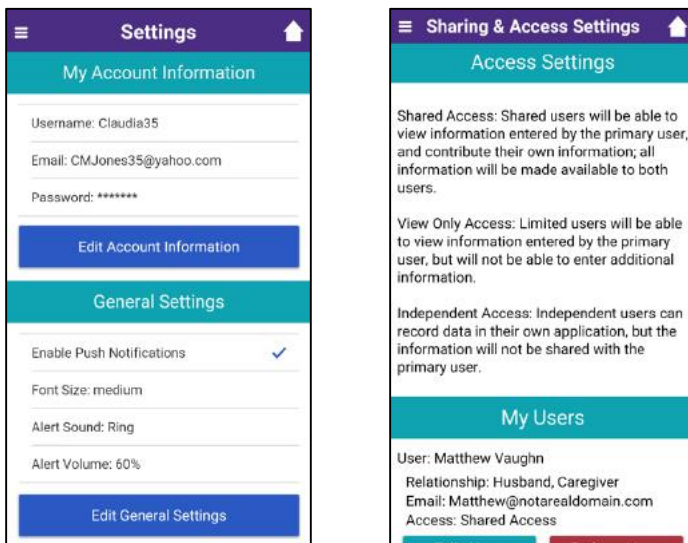 Settings
My Account Information
Username: Claudia35
Email: CMJones35@yahoo.com
Password: *******
Edit Account Information
General Settings
Enable Push Notifications
Font Size: medium
Alert Sound: Ring
Alert Volume: 60%
Edit General Settings
Sharing & Access Settings
Access Settings
Shared Access: Shared users will be able to
view information entered by the primary user,
and contribute their own information; all
information will be made available to both
users.
View Only Access: Limited users will be able
to view information entered by the primary
user, but will not be able to enter additional
information.
Independent Access: Independent users can
record data in their own application, but the
information will not be shared with the
primary user.
My Users
User: Matthew Vaughn
Relationship: Husband, Caregiver
Email: Matthew@notarealdomain.com
Access: Shared Access